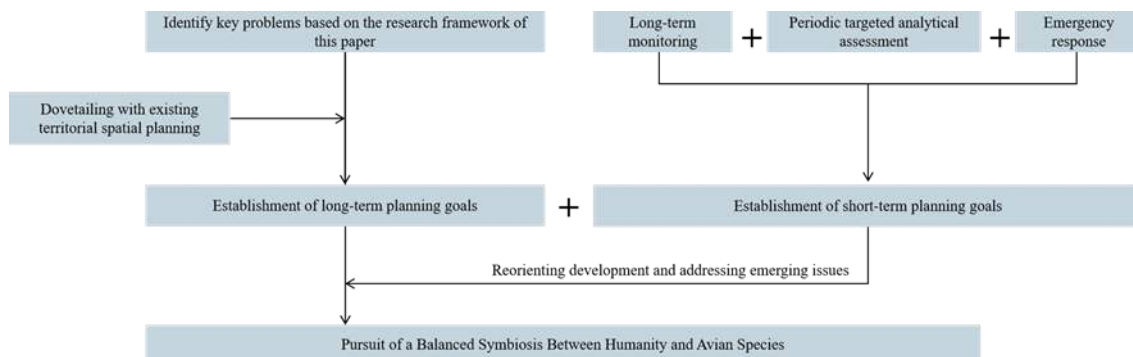 Identify key problems based on the research framework of
this paper
Long-term
monitoring
+
Periodic targeted analytical
assessment
+
Emergency
response
Dovetailing with existing
territorial spatial planning
Establishment of long-term planning goals
+
Establishment of short-term planning goals
Reorienting development and addressing emerging issues
Pursuit of a Balanced Symbiosis Between Humanity and Avian Species